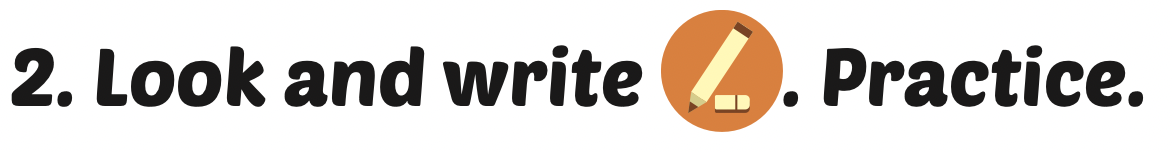 2. Look and write . Practice.